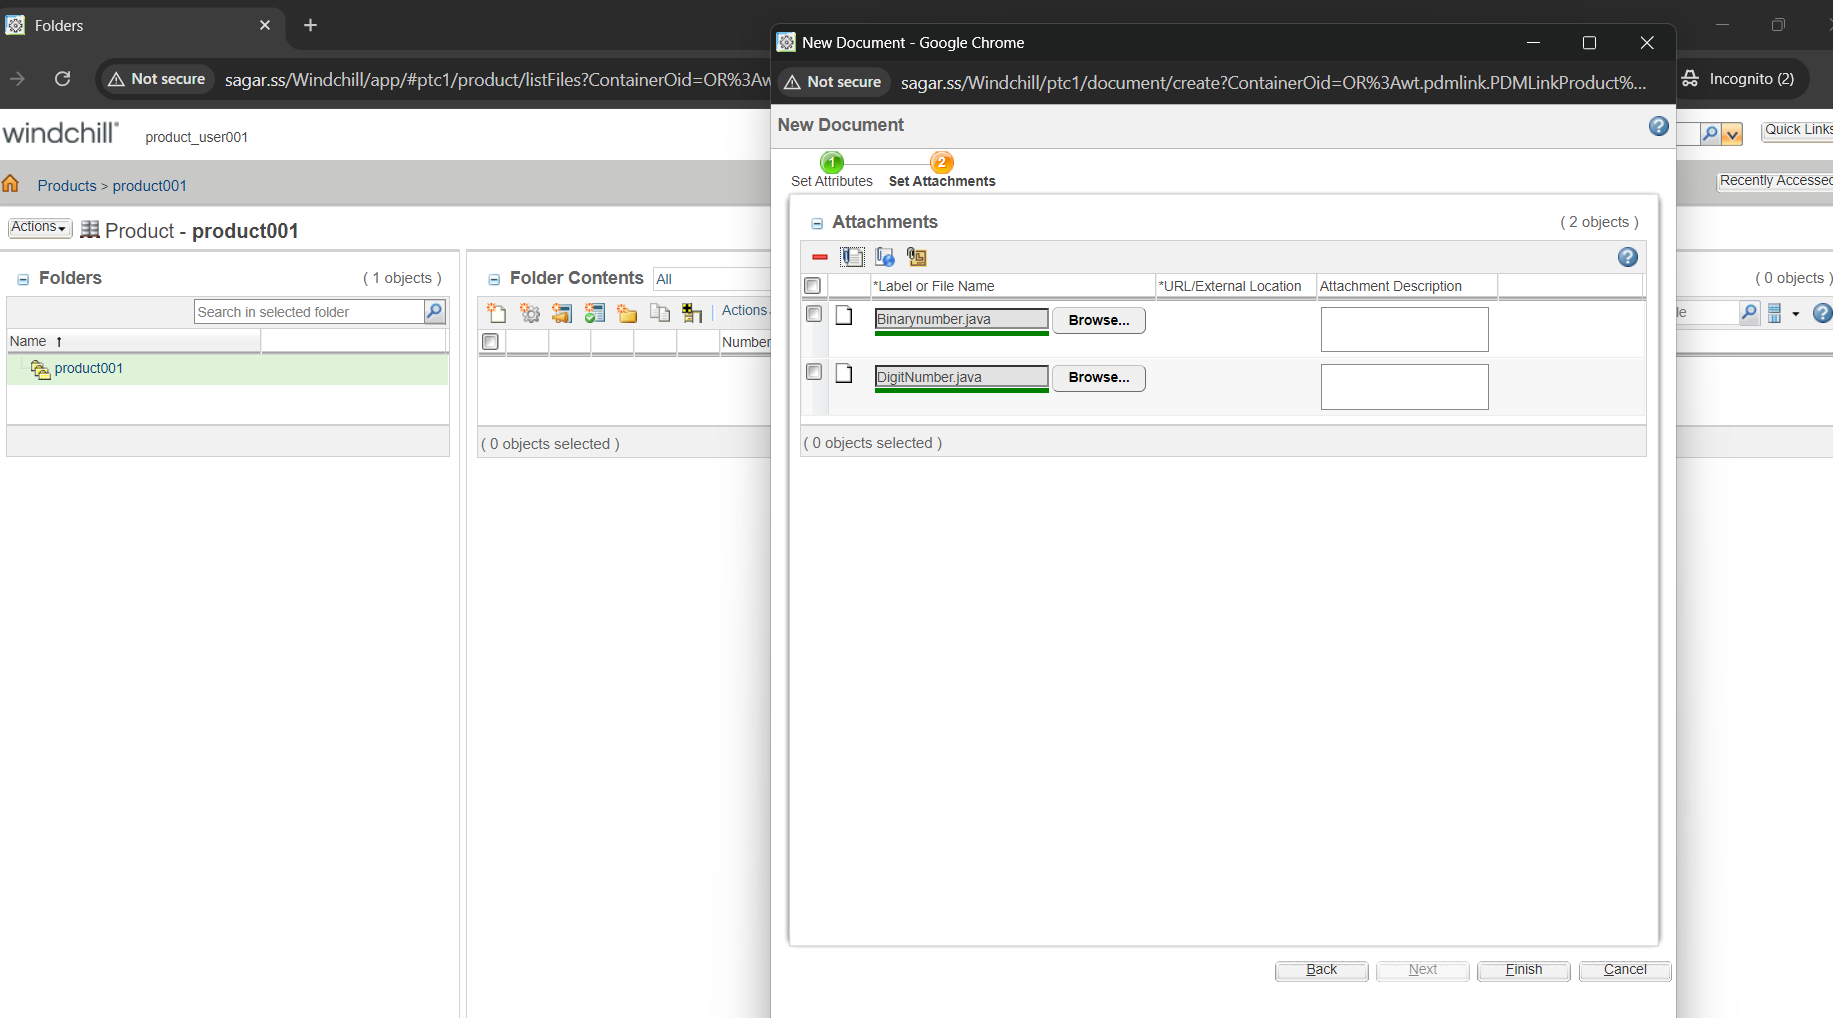 Folders
New Document - Google Chrome
Not secure
sagar.ss/Windchill/app/#ptc1/product/listFiles?ContainerOid=OR%3Aw
Not secure
sagar.ss/Windchill/ptc1/document/create?ContainerOid=OR%3Awt.pdmlink.PDMLinkProduct%...
Incognito (2)
windchill
product_user001
New Document
Quick Links
1
2
Set Attributes
Set Attachments
Products > product001
Recently Accessed
Actions
Product - product001
Attachments
( 2 objects )
Folders
( 1 objects )
Folder Contents
All
( 0 objects )
Search in selected folder
Actions
Name
Number
*Label or File Name
*URL/External Location
Attachment Description
product001
Binarynumber.java
Browse...
DigitNumber.java
Browse...
( 0 objects selected )
( 0 objects selected )
Back
Next
Finish
Cancel